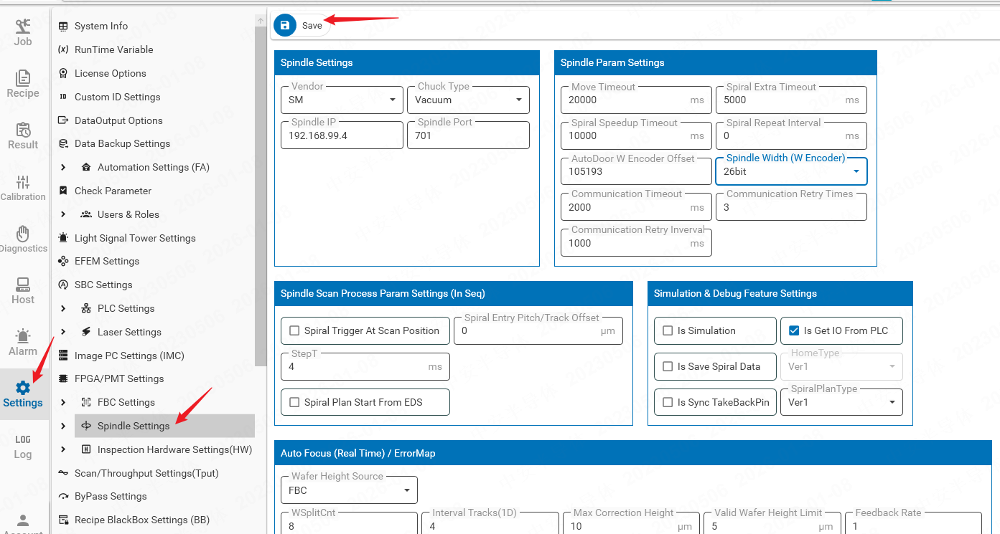 Job
Recipe
Result
Calibration
Diagnostics
Host
Alarm
Settings
LOG
Log
System Info
(x) RunTime Variable
License Options
ID Custom ID Settings
DataOutput Options
Data Backup Settings
Automation Settings (FA)
Check Parameter
Users & Roles
Light Signal Tower Settings
EFEM Settings
SBC Settings
PLC Settings
Laser Settings
Image PC Settings (IMC)
FPGA/PMT Settings
FBC Settings
Spindle Settings
Inspection Hardware Settings(HW)
Scan/Throughput Settings(Tput)
ByPass Settings
Recipe BlackBox Settings (BB)
Save
Spindle Settings
Vendor
SM
Chuck Type
Vacuum
Spindle IP
192.168.99.4
Spindle Port
701
Spindle Param Settings
Move Timeout
20000 ms
Spiral Extra Timeout
5000 ms
Spiral Speedup Timeout
10000 ms
Spiral Repeat Interval
0 ms
AutoDoor W Encoder Offset
105193
Spindle Width (W Encoder)
26bit
Communication Timeout
2000 ms
Communication Retry Times
3
Communication Retry Inverval
1000 ms
Spindle Scan Process Param Settings (In Seq)
Spiral Trigger At Scan Position
Spiral Entry Pitch/Track Offset
0 μm
StepT
4 ms
Spiral Plan Start From EDS
Simulation & Debug Feature Settings
Is Simulation
Is Get IO From PLC
Is Save Spiral Data
HomeType
Ver1
Is Sync TakeBackPin
SpiralPlanType
Ver1
Auto Focus (Real Time) / ErrorMap
Wafer Height Source
FBC
WSplitCnt
8
Interval Tracks(1D)
4
Max Correction Height
10 μm
Valid Wafer Height Limit
5 μm
Feedback Rate
1